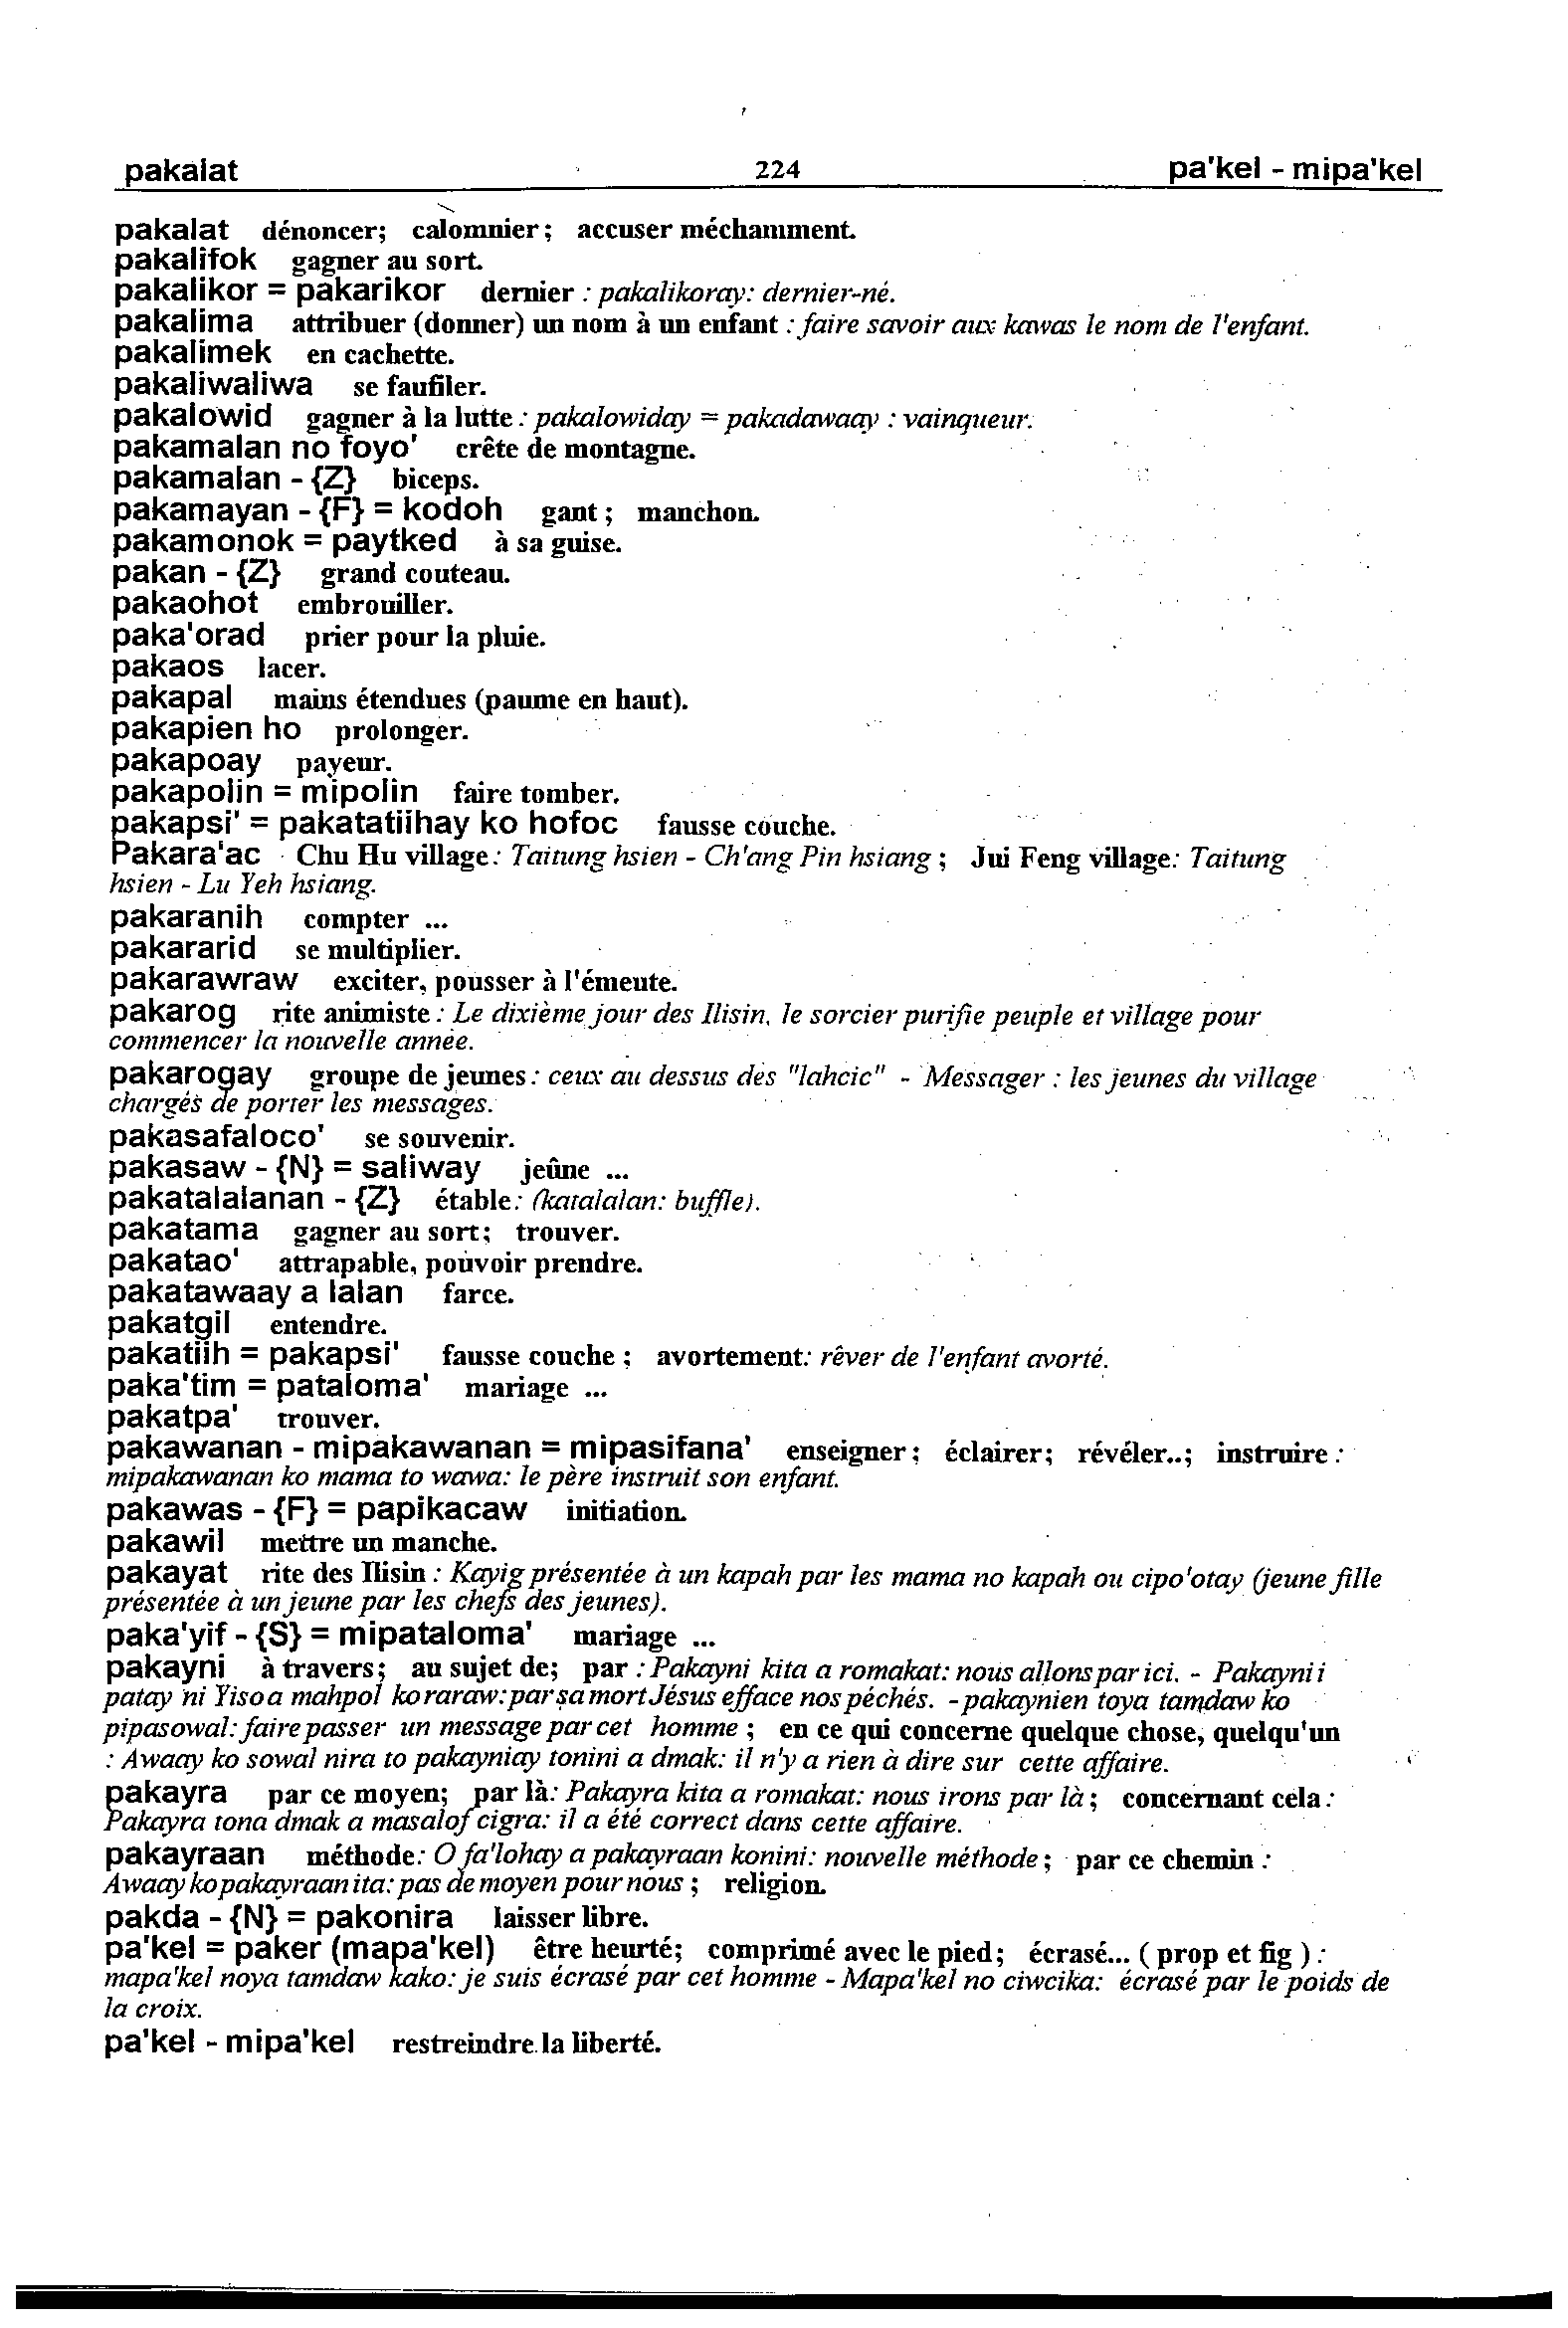 pakalat 224 pa'kel - mipa'kel
pakalat dénoncer; calomnier; accuser méchamment.
pakalifok gagner au sort.
pakalikor = pakarikor dernier : pakalikoray: dernier-né.
pakalima attribuer (donner) un nom à un enfant : faire savoir aux kawas le nom de l'enfant.
pakalimek en cachette.
pakaliwaliwa se faufiler.
pakalowid gagner à la lutte : pakalowiday = pakadawaay : vainqueur.
pakamalan no foyo' crête de montagne.
pakamalan - {Z} biceps.
pakamayan - {F} = kodoh gant ; manchon.
pakamonok = paytked à sa guise.
pakan - {Z} grand couteau.
pakaohot embrouiller.
paka'orad prier pour la pluie.
pakaos lacer.
pakapal mains étendues (paume en haut).
pakapien ho prolonger.
pakapoay payeur.
pakapolin = mipolin faire tomber.
pakapsi' = pakatatiihay ko hofoc fausse couche.
Pakara'ac Chu Hu village: Taitung hsien - Ch'ang Pin hsiang ; Jui Feng village: Taitung
hsien - Lu Yeh hsiang.
pakaranih compter ...
pakararid se multiplier.
pakarawraw exciter, pousser à l'émeute.
pakarog rite animiste : Le dixième jour des Ilisin, le sorcier purifie peuple et village pour
commencer la nouvelle année.
pakarogay groupe de jeunes : ceux au dessus des "lahcic" - Messager : les jeunes du village
chargés de porter les messages.
pakasafaloco' se souvenir.
pakasaw - {N} = saliway jeûne ...
pakatalalanan - {Z} étable: (katalalan: buffle).
pakatama gagner au sort; trouver.
pakatao' attrapable, pouvoir prendre.
pakatawaay a lalan farce.
pakatgil entendre.
pakatiih = pakapsi' fausse couche ; avortement: rêver de l'enfant avorté.
paka'tim = pataloma' mariage ...
pakatpa' trouver.
pakawanan - mipakawanan = mipasifana' enseigner; éclairer; révéler..; instruire :
mipakawanan ko mama to wawa: le père instruit son enfant.
pakawas - {F} = papikacaw initiation.
pakawil mettre un manche.
pakayat rite des Ilisin : Kayig présentée à un kapah par les mama no kapah ou cipo'otay (jeune fille
présentée à un jeune par les chefs des jeunes).
paka'yif - {S} = mipataloma' mariage ...
pakayni à travers; au sujet de; par : Pakayni kita a romakat: nous allons par ici. - Pakayni i
patay ni Yiso a mahpol ko raraw: par sa mort Jésus efface nos péchés. - pakaynien toya tamdaw ko
pipasowal: faire passer un message par cet homme ; en ce qui concerne quelque chose, quelqu'un
: Awaay ko sowal nira to pakayniay tonini a dmak: il n'y a rien à dire sur cette affaire.
pakayra par ce moyen; par là: Pakayra kita a romakat: nous irons par là ; concernant cela :
Pakayra tona dmak a masalof cigra: il a été correct dans cette affaire.
pakayraan méthode: O fa'lohay a pakayraan konini: nouvelle méthode ; par ce chemin :
Awaay ko pakayraan ita: pas de moyen pour nous ; religion.
pakda - {N} = pakonira laisser libre.
pa'kel = paker (mapa'kel) être heurté; comprimé avec le pied; écrasé... ( prop et fig ) :
mapa'kel noya tamdaw kako: je suis écrasé par cet homme - Mapa'kel no ciwcika: écrasé par le poids de
la croix.
pa'kel - mipa'kel restreindre la liberté.